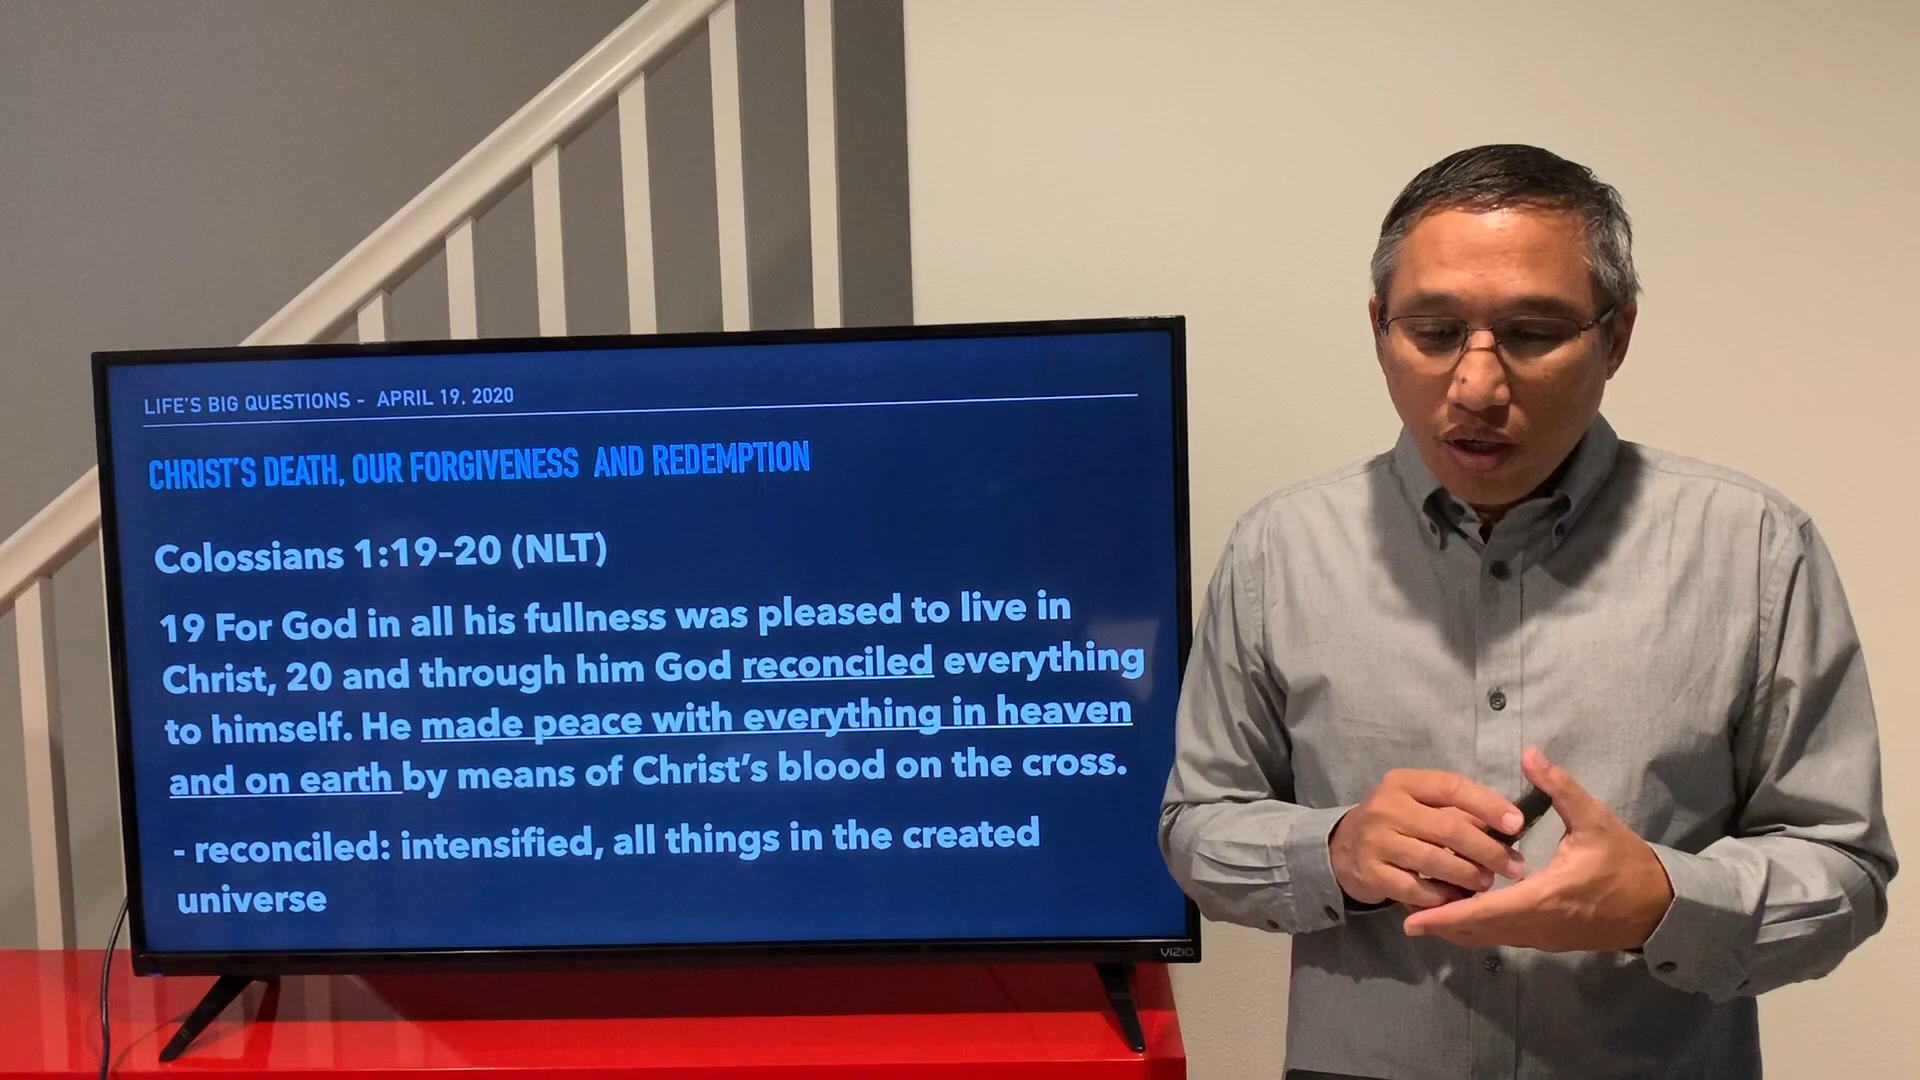 LIFE'S BIG QUESTIONS - APRIL 19, 2020
CHRIST'S DEATH, OUR FORGIVENESS AND REDEMPTION
Colossians 1:19-20 (NLT)
19 For God in all his fullness was pleased to live in
Christ, 20 and through him God reconciled everything
to himself. He made peace with everything in heaven
and on earth by means of Christ's blood on the cross.
- reconciled: intensified, all things in the created
universe
VIZIO